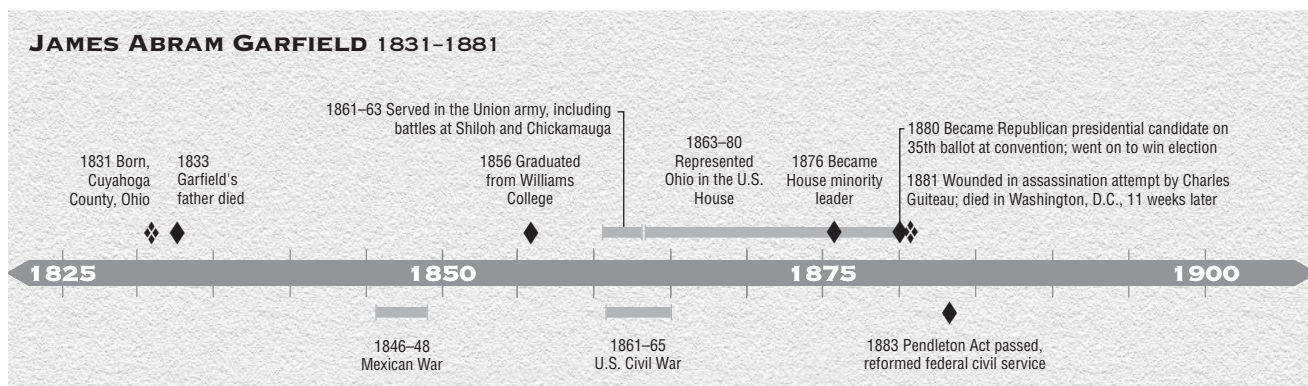 JAMES ABRAM GARFIELD 1831–1881
1861–63 Served in the Union army, including
battles at Shiloh and Chickamauga
1831 Born,
Cuyahoga
County, Ohio
1833
Garfield's
father died
1856 Graduated
from Williams
College
1863–80
Represented
Ohio in the U.S.
House
1876 Became
House minority
leader
1880 Became Republican presidential candidate on
35th ballot at convention; went on to win election
1881 Wounded in assassination attempt by Charles
Guiteau; died in Washington, D.C., 11 weeks later
1825
1850
1875
1900
1846–48
Mexican War
1861–65
U.S. Civil War
1883 Pendleton Act passed,
reformed federal civil service